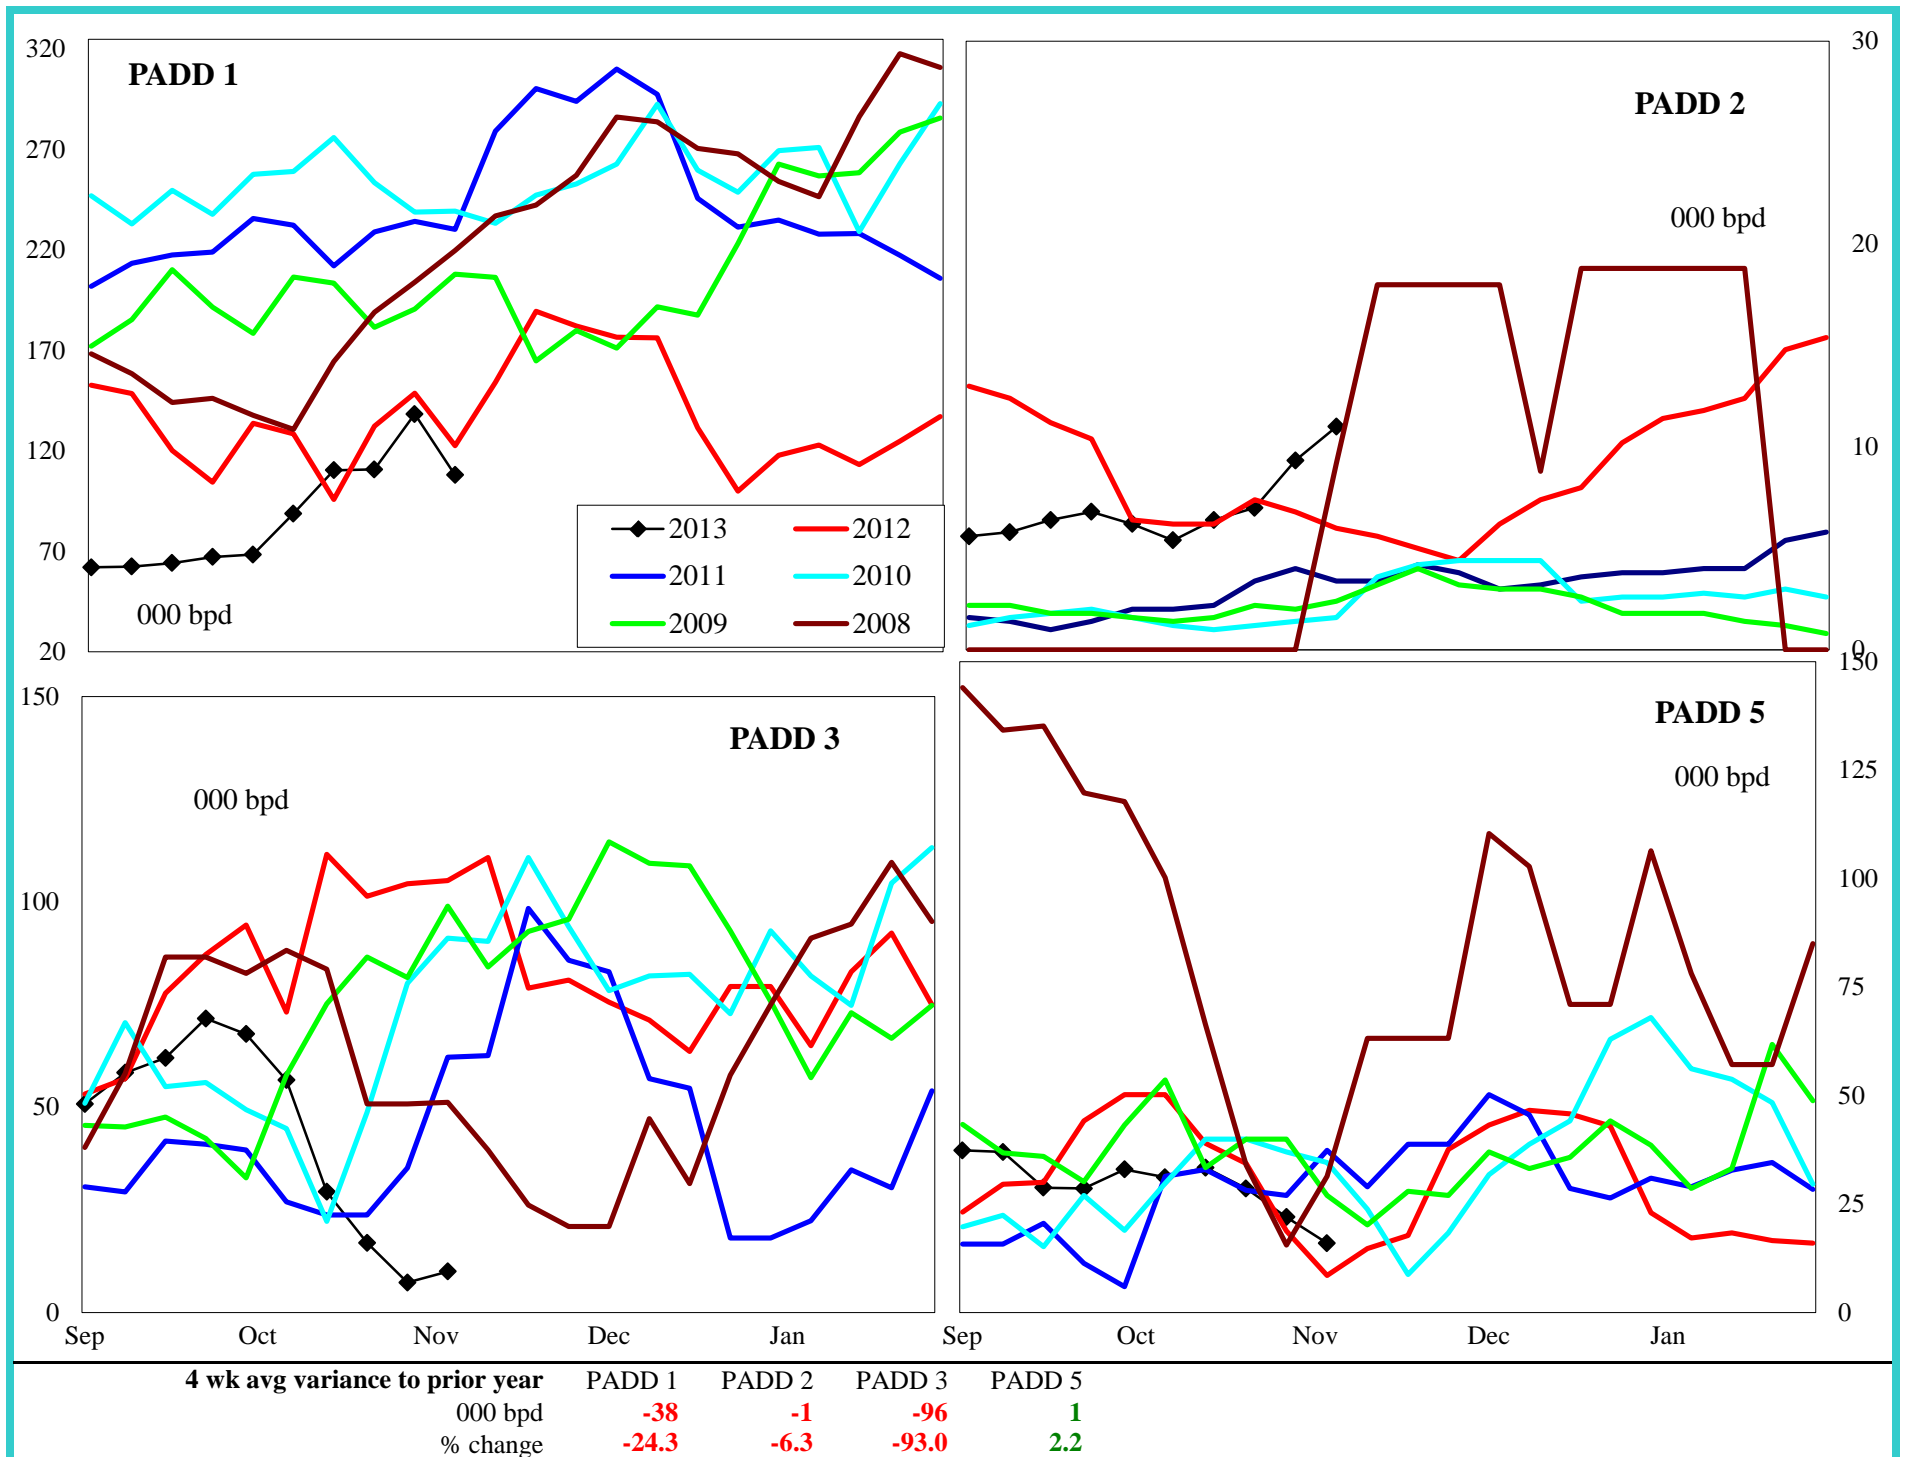 PADD 1
320
270
220
170
120
70
20
000 bpd
2013 2012
2011 2010
2009 2008
PADD 2
000 bpd
30
20
10
0
PADD 3
000 bpd
150
100
50
0
Sep Oct Nov Dec Jan
PADD 5
000 bpd
150
125
100
75
50
25
0
Sep Oct Nov Dec Jan
4 wk avg variance to prior year PADD 1 PADD 2 PADD 3 PADD 5
000 bpd -38 -1 -96 1
% change -24.3 -6.3 -93.0 2.2